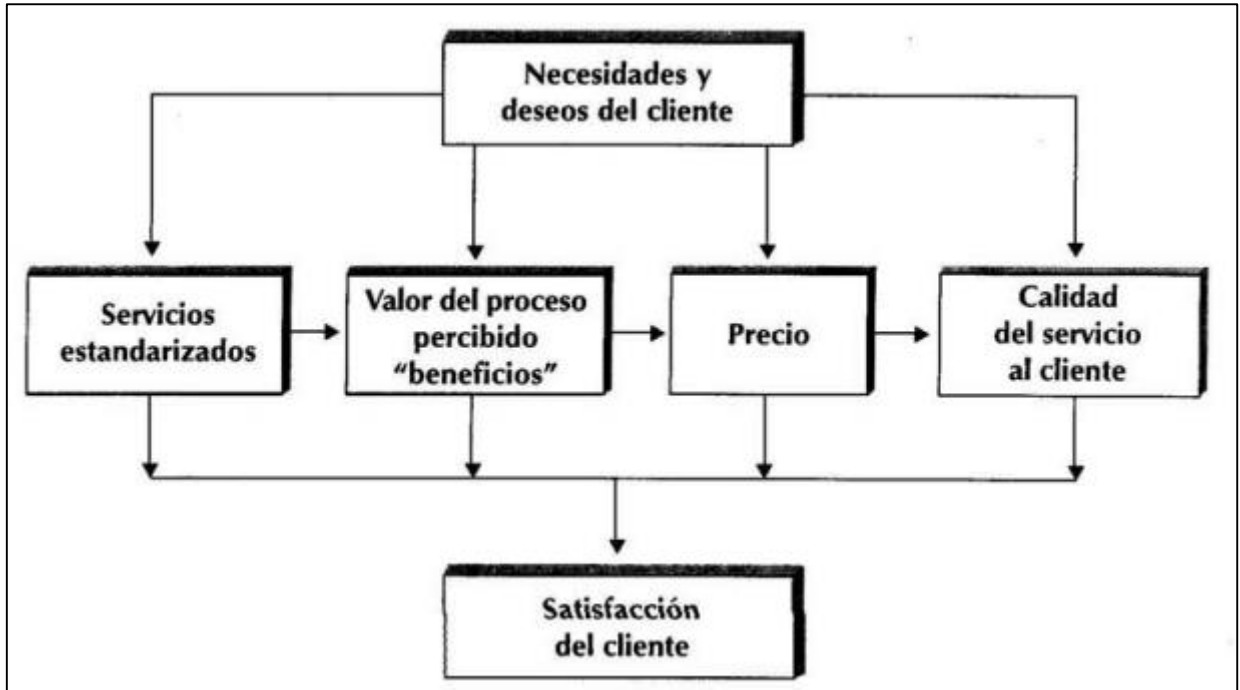 Necesidades y
deseos del cliente
Servicios
estandarizados
Valor del proceso
percibido
“beneficios”
Precio
Calidad
del servicio
al cliente
Satisfacción
del cliente